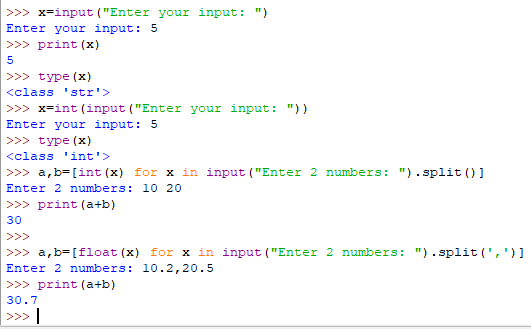 >>> x=input("Enter your input: ")
Enter your input: 5
>>> print(x)
5
>>> type(x)
<class 'str'>
>>> x=int(input("Enter your input: "))
Enter your input: 5
>>> type(x)
<class 'int'>
>>> a,b=[int(x) for x in input("Enter 2 numbers: ").split()]
Enter 2 numbers: 10 20
>>> print(a+b)
30
>>>
>>> a,b=[float(x) for x in input("Enter 2 numbers: ").split(',')]
Enter 2 numbers: 10.2,20.5
>>> print(a+b)
30.7
>>>